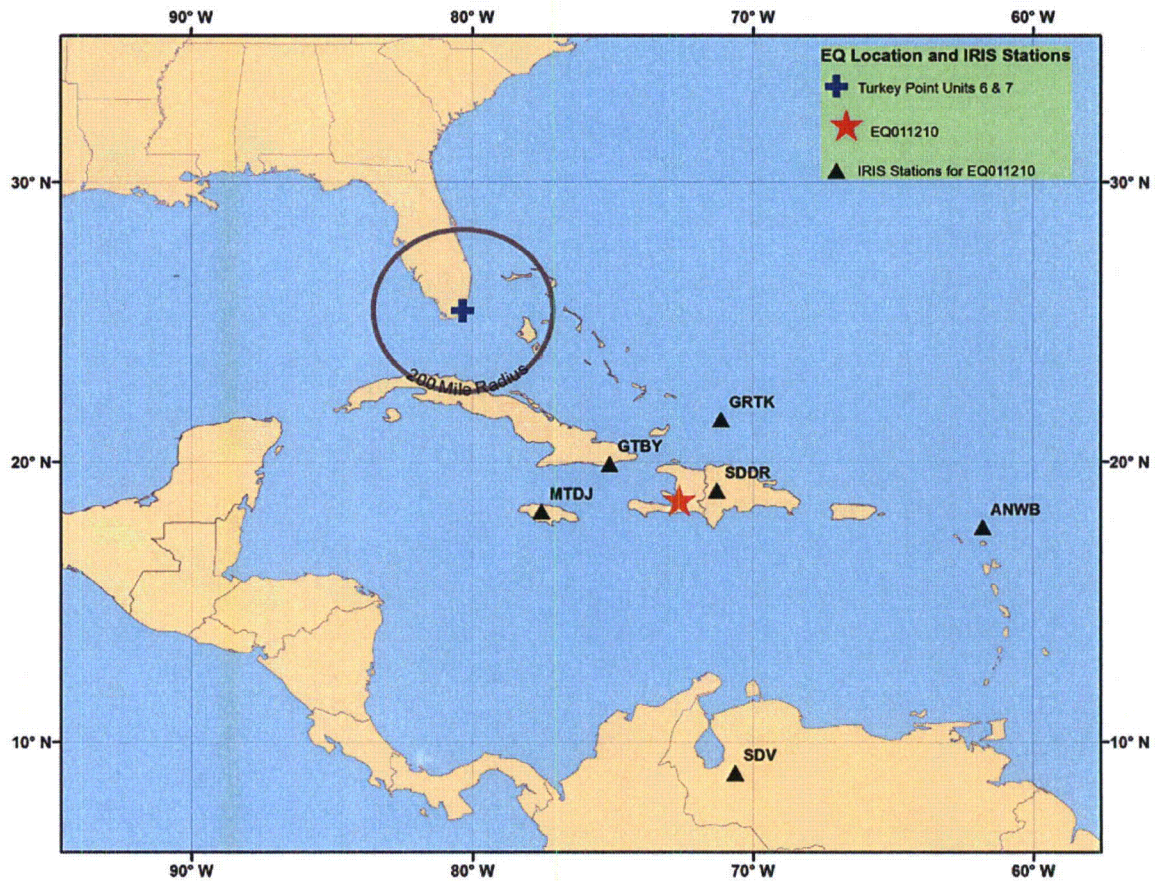 90° W 80° W 70° W 60° W
EQ Location and IRIS Stations
Turkey Point Units 6 & 7
EQ011210
IRIS Stations for EQ011210
30° N 30° N
200 Mile Radius
GRTK
GTBY
20° N 20° N
SDDR
MTDJ
ANWB
10° N 10° N
SDV
90° W 80° W 70° W 60° W